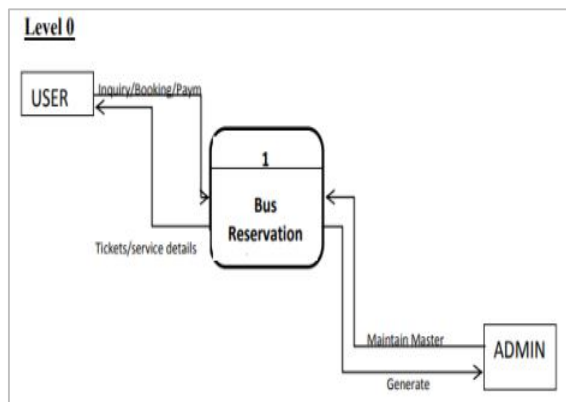 Level 0
USER
Inquiry/Booking/Paym
1
Bus
Reservation
Tickets/service details
Maintain Master
ADMIN
Generate